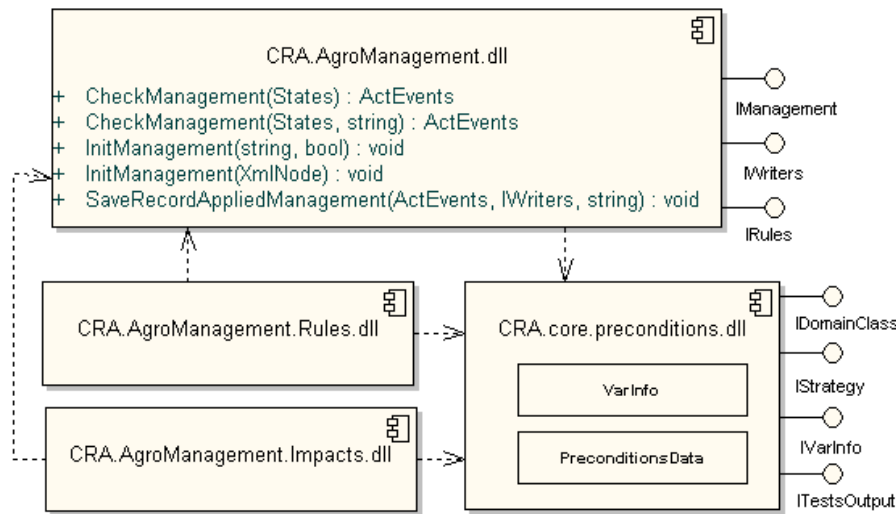 CRA.AgroManagement.dll
+ CheckManagement(States) : ActEvents
+ CheckManagement(States, string) : ActEvents
+ InitManagement(string, bool) : void
+ InitManagement(XmlNode) : void
+ SaveRecordAppliedManagement(ActEvents, IWriters, string) : void
IManagement
IWriters
IRules
CRA.AgroManagement.Rules.dll
CRA.AgroManagement.Impacts.dll
CRA.core.preconditions.dll
VarInfo
PreconditionsData
IDomainClass
IStrategy
IVarInfo
ITestsOutput